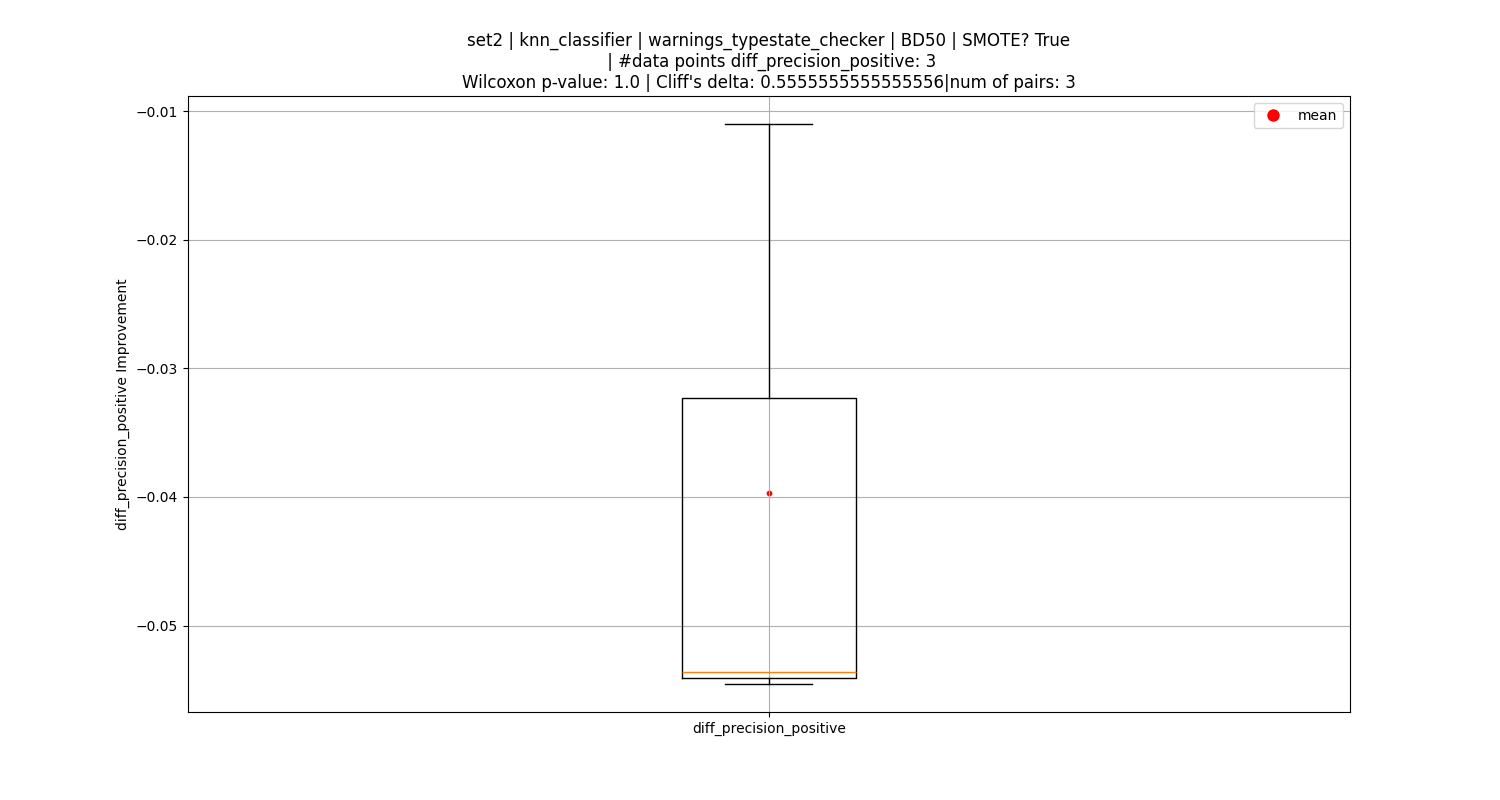 set2 | knn_classifier | warnings_typestate_checker | BD50 | SMOTE? True
| #data points diff_precision_positive: 3
Wilcoxon p-value: 1.0 | Cliff's delta: 0.5555555555555556|num of pairs: 3
mean
−0.01
−0.02
−0.03
−0.04
−0.05
diff_precision_positive Improvement
diff_precision_positive